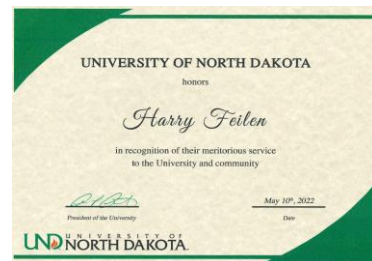 UNIVERSITY OF NORTH DAKOTA
honors
Harry Feilen
in recognition of their meritorious service
to the University and community
May 10th, 2022
President of the University
Date
UND UNIVERSITY OF
NORTH DAKOTA.